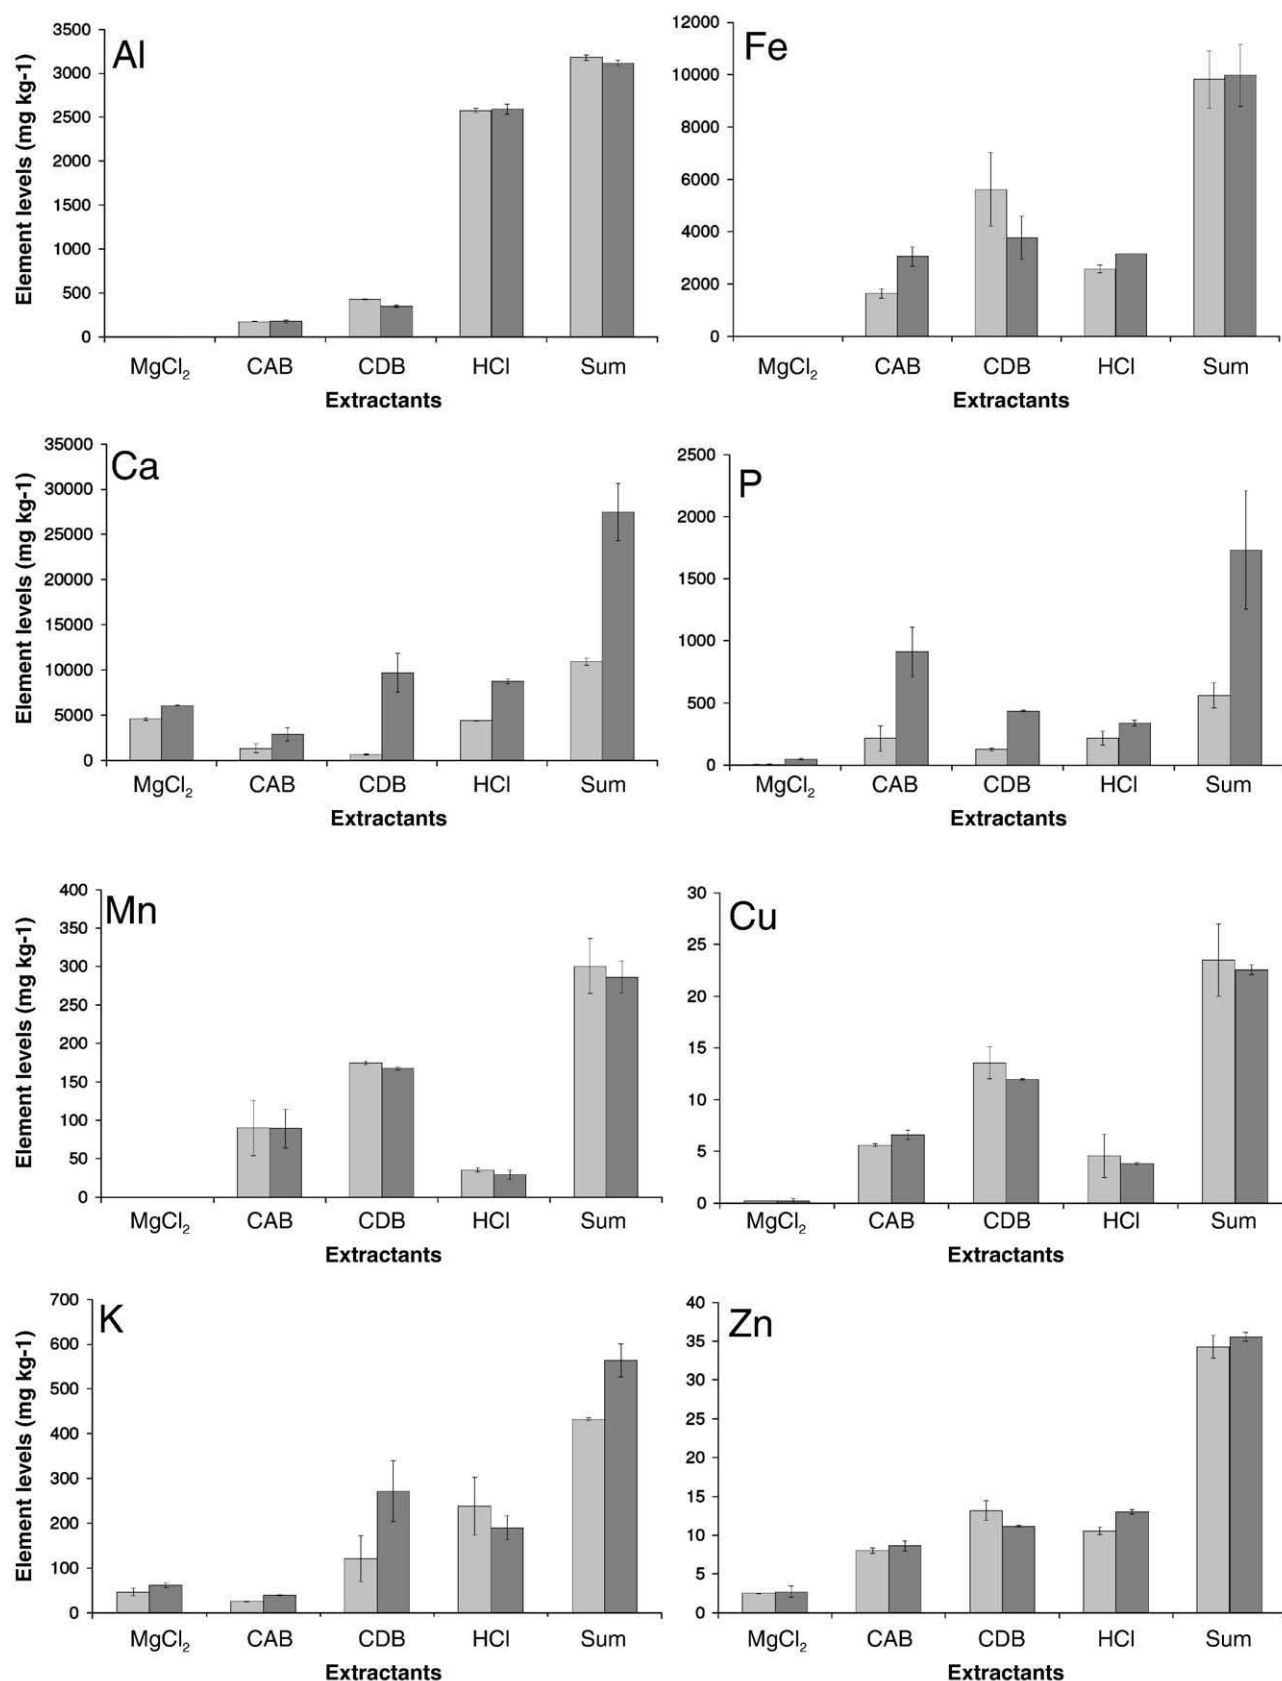 Al
Element levels (mg kg-1)
3500
3000
2500
2000
1500
1000
500
0
MgCl₂ CAB CDB HCl Sum
Extractants
Fe
12000
10000
8000
6000
4000
2000
0
MgCl₂ CAB CDB HCl Sum
Extractants
Ca
Element levels (mg kg-1)
35000
30000
25000
20000
15000
10000
5000
0
MgCl₂ CAB CDB HCl Sum
Extractants
P
2500
2000
1500
1000
500
0
MgCl₂ CAB CDB HCl Sum
Extractants
Mn
Element levels (mg kg-1)
400
350
300
250
200
150
100
50
0
MgCl₂ CAB CDB HCl Sum
Extractants
Cu
30
25
20
15
10
5
0
MgCl₂ CAB CDB HCl Sum
Extractants
K
Element levels (mg kg-1)
700
600
500
400
300
200
100
0
MgCl₂ CAB CDB HCl Sum
Extractants
Zn
40
35
30
25
20
15
10
5
0
MgCl₂ CAB CDB HCl Sum
Extractants